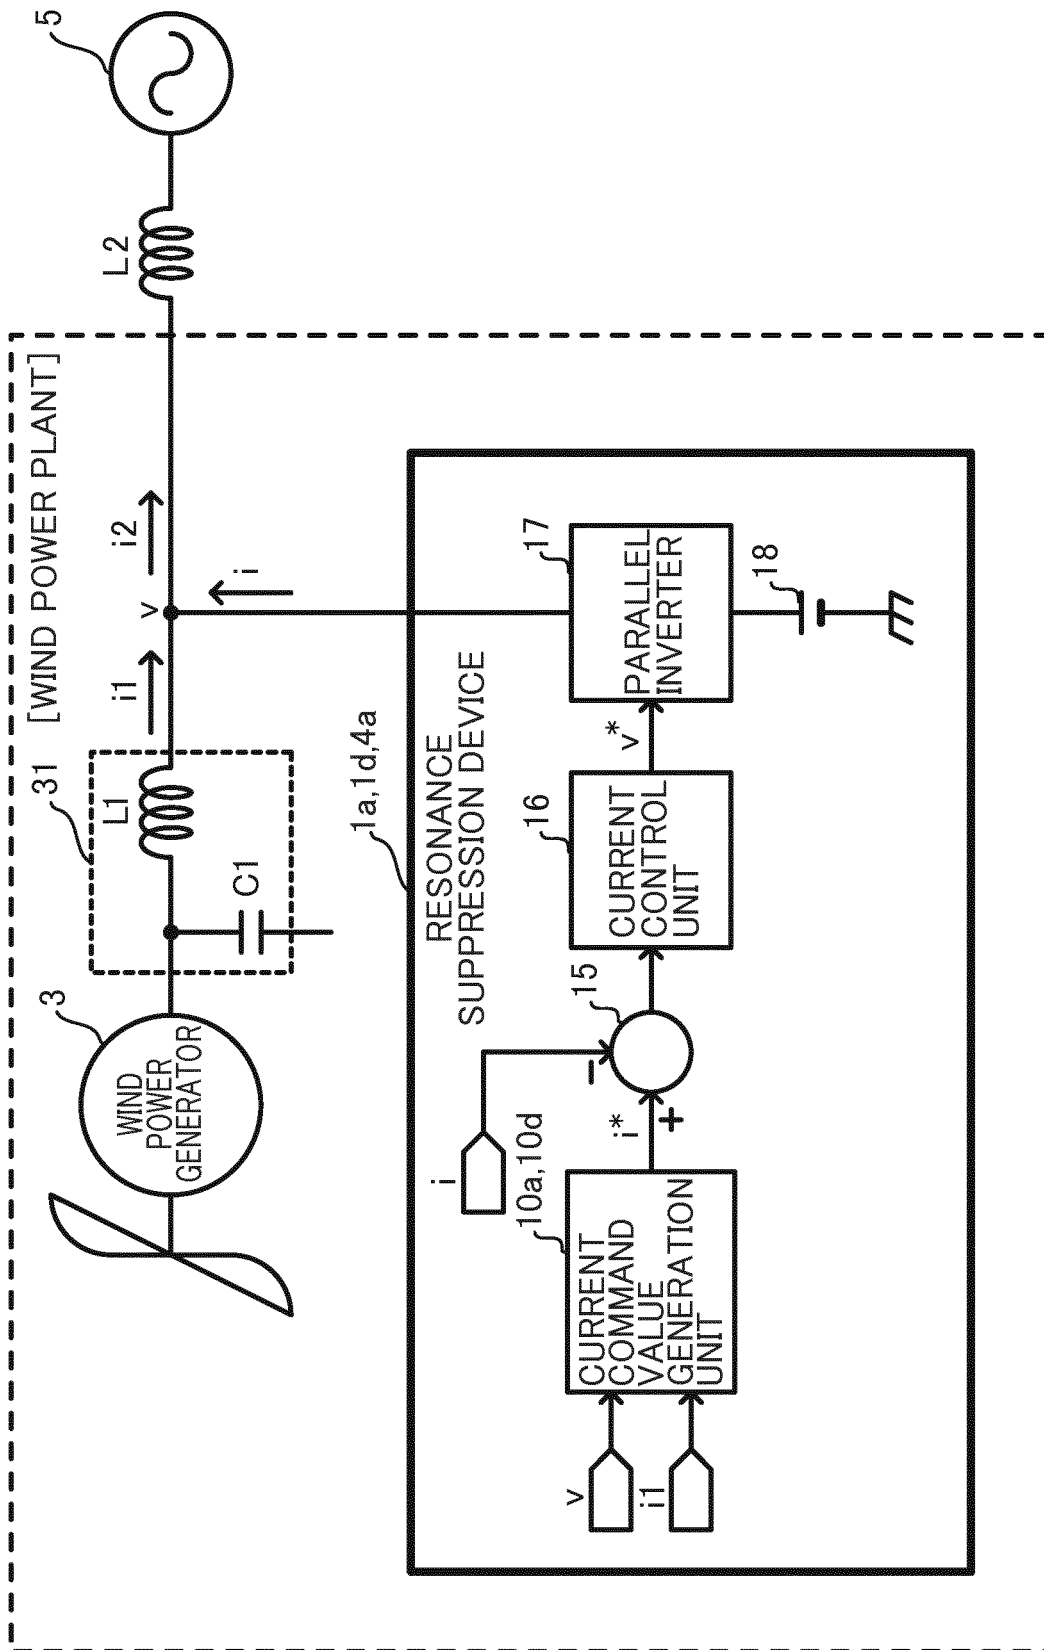 [WIND POWER PLANT]
3
WIND
POWER
GENERATOR
31
L1
C1
i1
v
i2
i
L2
5
1a,1d,4a
RESONANCE
SUPPRESSION DEVICE
v
i1
i
10a,10d
CURRENT
COMMAND
VALUE
GENERATION
UNIT
i*
+
−
15
16
CURRENT
CONTROL
UNIT
v*
17
PARALLEL
INVERTER
18